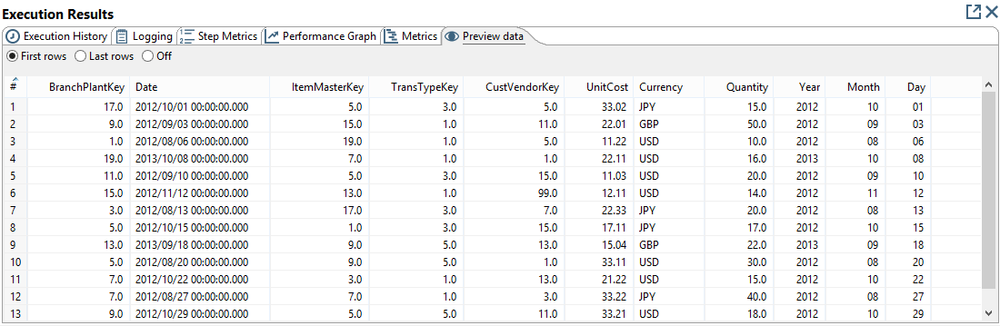 Execution Results
Execution History Logging Step Metrics Performance Graph Metrics Preview data
First rows Last rows Off
# BranchPlantKey Date ItemMasterKey TransTypeKey CustVendorKey UnitCost Currency Quantity Year Month Day
1 17.0 2012/10/01 00:00:00.000 5.0 3.0 5.0 33.02 JPY 15.0 2012 10 01
2 9.0 2012/09/03 00:00:00.000 15.0 1.0 11.0 22.01 GBP 50.0 2012 09 03
3 1.0 2012/08/06 00:00:00.000 19.0 1.0 5.0 11.22 USD 10.0 2012 08 06
4 19.0 2013/10/08 00:00:00.000 7.0 1.0 1.0 22.11 USD 16.0 2013 10 08
5 11.0 2012/09/10 00:00:00.000 5.0 3.0 15.0 11.03 USD 20.0 2012 09 10
6 15.0 2012/11/12 00:00:00.000 13.0 1.0 99.0 12.11 USD 14.0 2012 11 12
7 3.0 2012/08/13 00:00:00.000 17.0 3.0 7.0 22.33 JPY 20.0 2012 08 13
8 5.0 2012/10/15 00:00:00.000 1.0 3.0 15.0 17.11 JPY 17.0 2012 10 15
9 13.0 2013/09/18 00:00:00.000 9.0 5.0 13.0 15.04 GBP 22.0 2013 09 18
10 5.0 2012/08/20 00:00:00.000 9.0 5.0 1.0 33.11 USD 30.0 2012 08 20
11 7.0 2012/10/22 00:00:00.000 3.0 1.0 13.0 21.22 USD 15.0 2012 10 22
12 7.0 2012/08/27 00:00:00.000 7.0 1.0 3.0 33.22 JPY 40.0 2012 08 27
13 9.0 2012/10/29 00:00:00.000 5.0 5.0 11.0 33.21 USD 18.0 2012 10 29